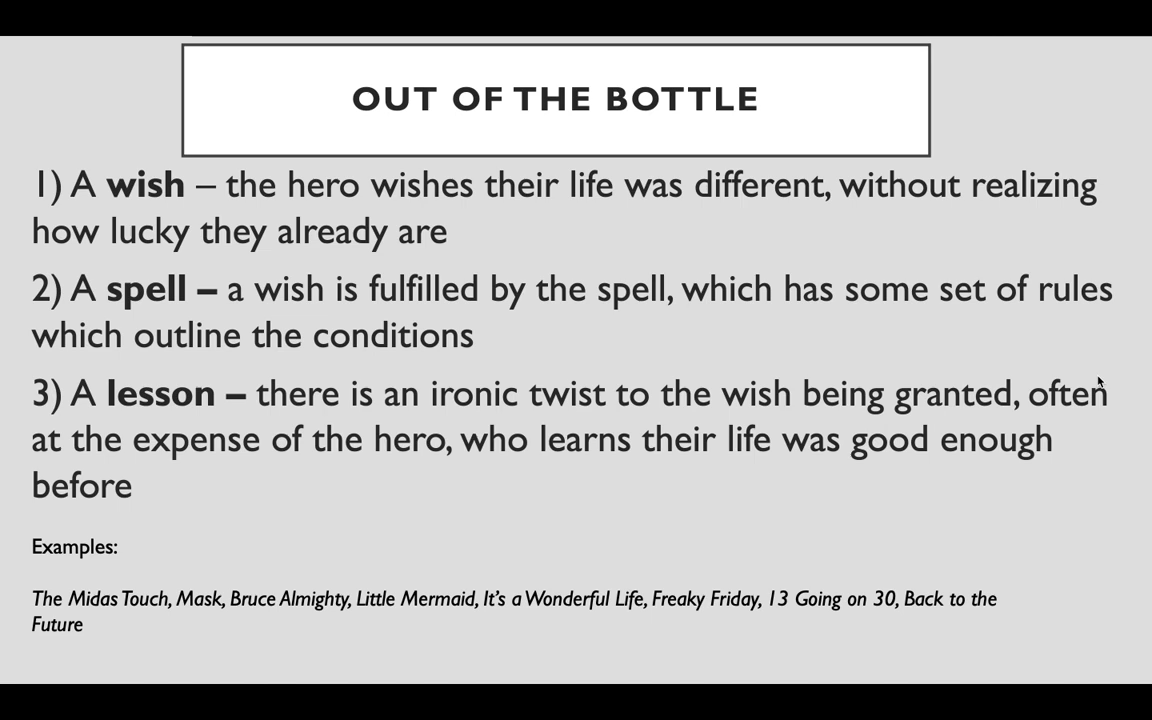 OUT OF THE BOTTLE
1) A wish – the hero wishes their life was different, without realizing
how lucky they already are
2) A spell – a wish is fulfilled by the spell, which has some set of rules
which outline the conditions
3) A lesson – there is an ironic twist to the wish being granted, often
at the expense of the hero, who learns their life was good enough
before
Examples:
The Midas Touch, Mask, Bruce Almighty, Little Mermaid, It’s a Wonderful Life, Freaky Friday, 13 Going on 30, Back to the
Future